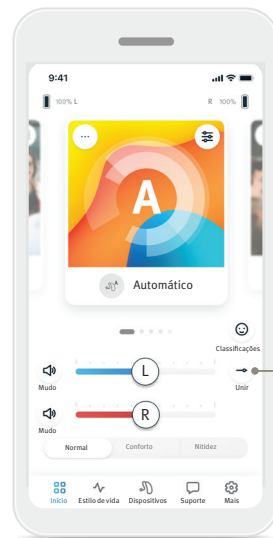 9:41
100% L
R 100%
A
A
Automático
Classificações
L
Mudo
Unir
R
Mudo
Normal Conforto Nitidez
Início Estilo de vida Dispositivos Suporte Mais